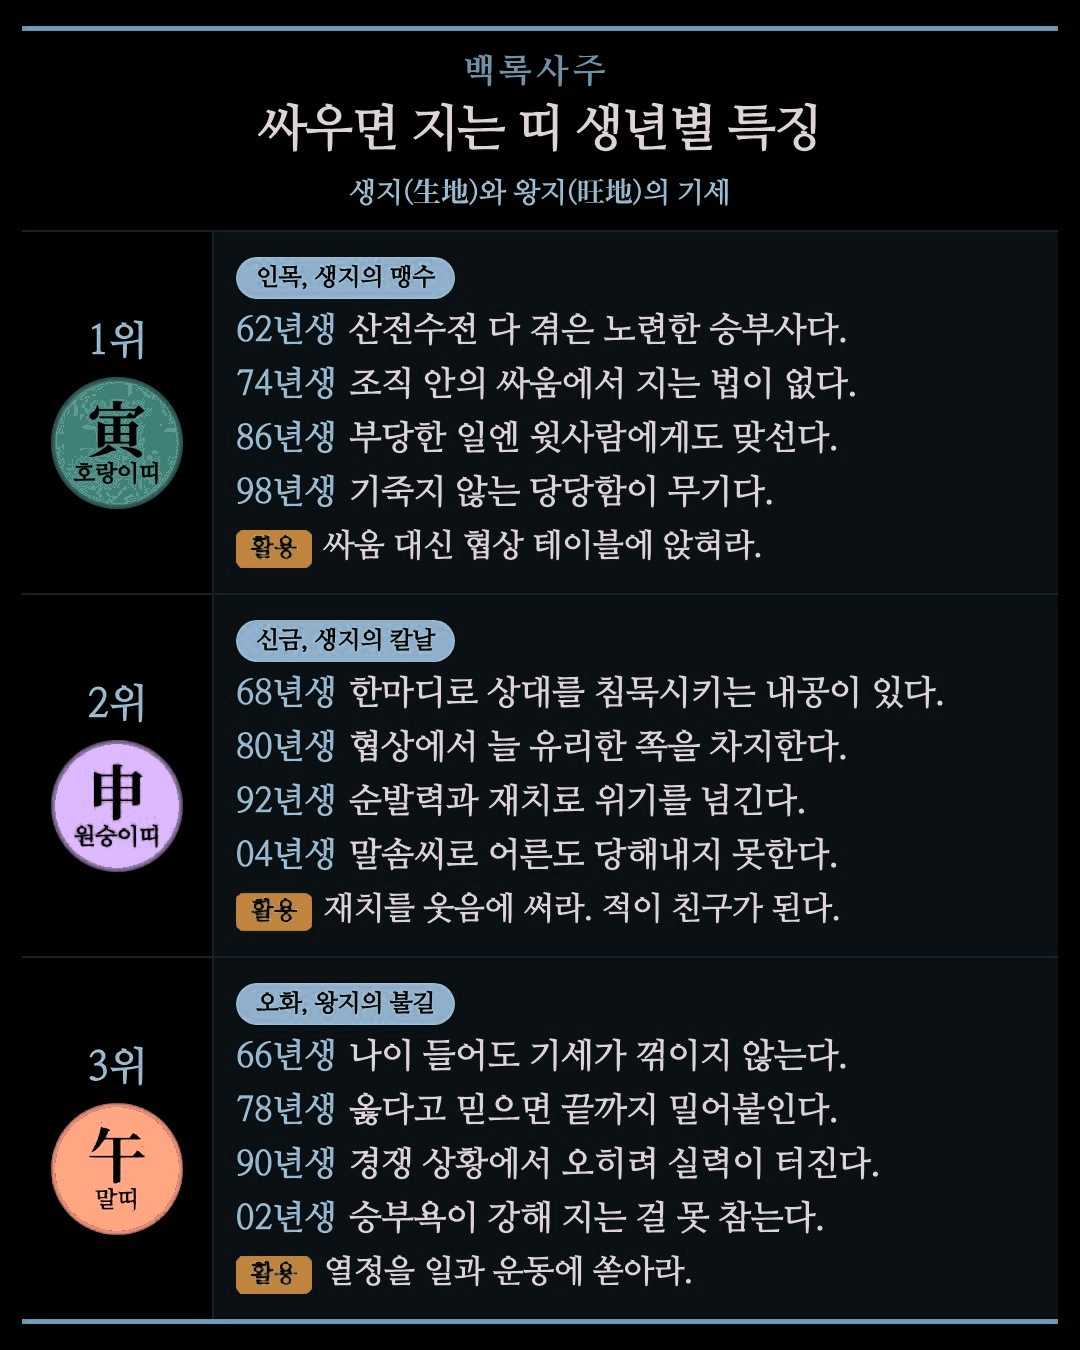 백록사주
싸우면 지는 띠 생년별 특징
생지(生地)와 왕지(旺地)의 기세
1위
寅
호랑이띠
인목, 생지의 맹수
62년생 산전수전 다 겪은 노련한 승부사다.
74년생 조직 안의 싸움에서 지는 법이 없다.
86년생 부당한 일엔 윗사람에게도 맞선다.
98년생 기죽지 않는 당당함이 무기다.
활용 싸움 대신 협상 테이블에 앉혀라.
2위
申
원숭이띠
신금, 생지의 칼날
68년생 한마디로 상대를 침묵시키는 내공이 있다.
80년생 협상에서 늘 유리한 쪽을 차지한다.
92년생 순발력과 재치로 위기를 넘긴다.
04년생 말솜씨로 어른도 당해내지 못한다.
활용 재치를 웃음에 써라. 적이 친구가 된다.
3위
午
말띠
오화, 왕지의 불길
66년생 나이 들어도 기세가 꺾이지 않는다.
78년생 옳다고 믿으면 끝까지 밀어붙인다.
90년생 경쟁 상황에서 오히려 실력이 터진다.
02년생 승부욕이 강해 지는 걸 못 참는다.
활용 열정을 일과 운동에 쏟아라.